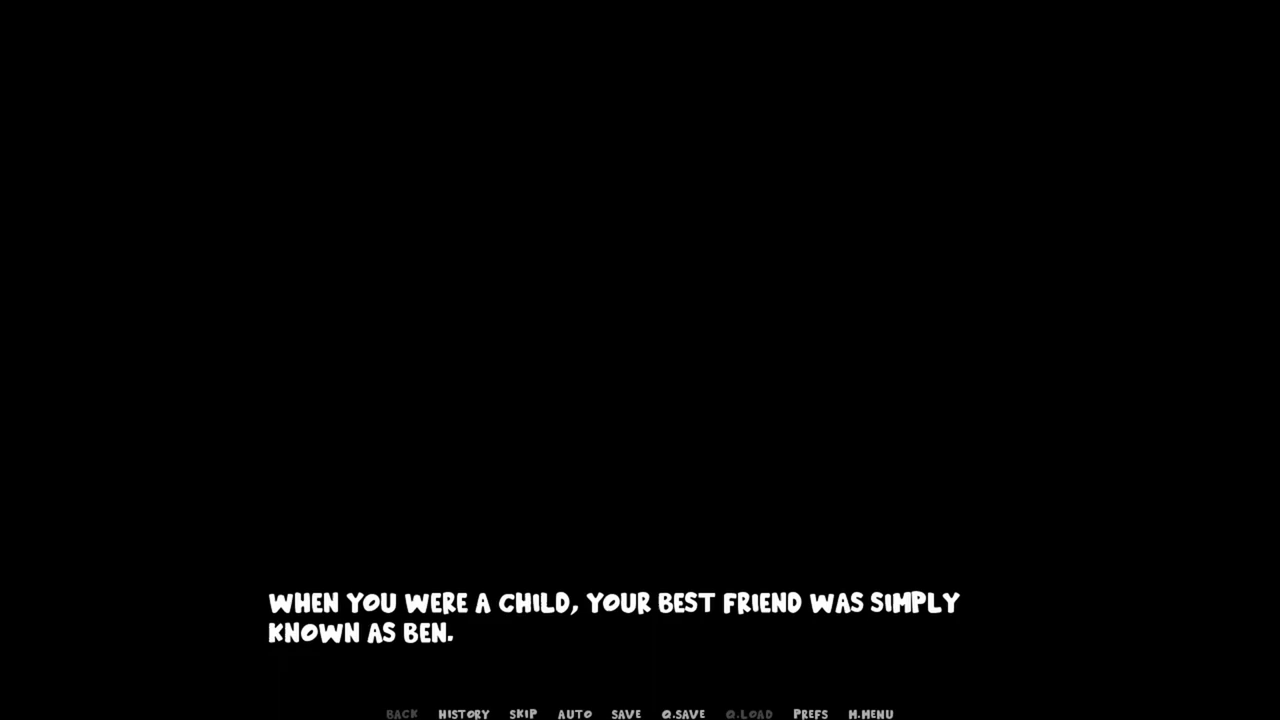 WHEN YOU WERE A CHILD, YOUR BEST FRIEND WAS SIMPLY
KNOWN AS BEN.
BACK HISTORY SKIP AUTO SAVE Q.SAVE Q.LOAD PREFS M.MENU